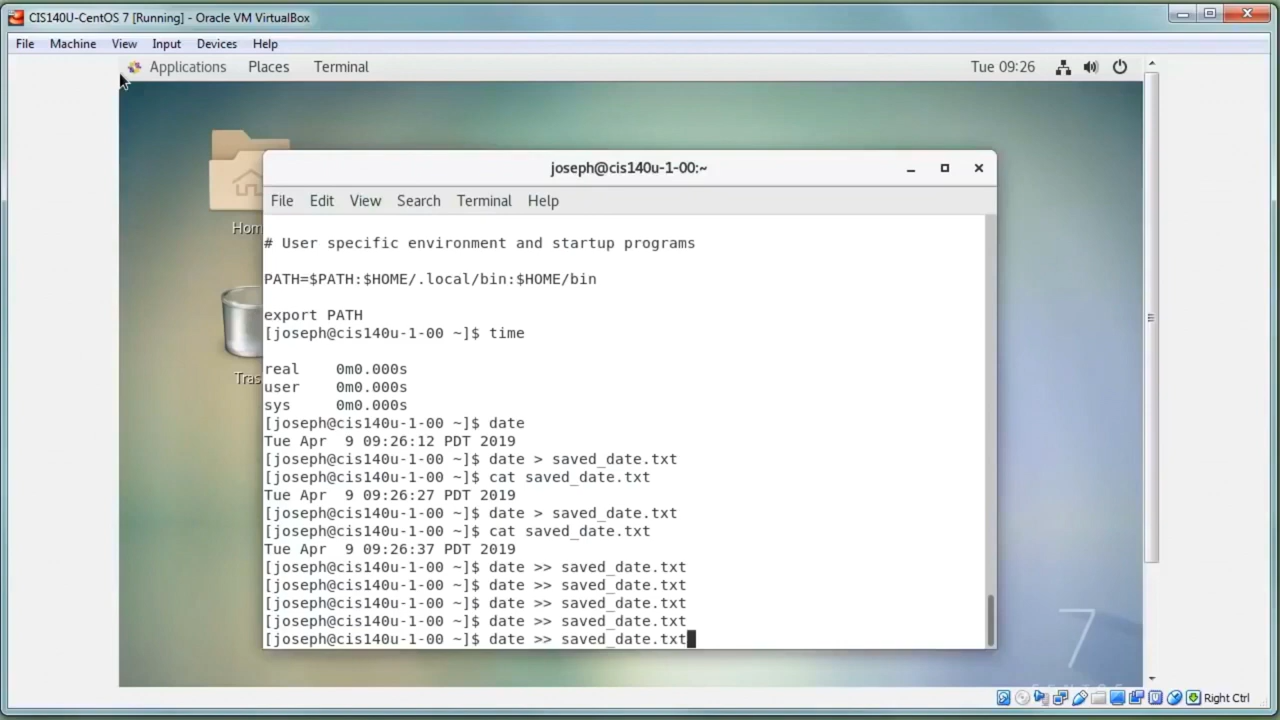 CIS140U-CentOS 7 [Running] - Oracle VM VirtualBox
File Machine View Input Devices Help
Applications Places Terminal Tue 09:26
Hom
Tras
joseph@cis140u-1-00:~
File Edit View Search Terminal Help
# User specific environment and startup programs
PATH=$PATH:$HOME/.local/bin:$HOME/bin
export PATH
[joseph@cis140u-1-00 ~]$ time
real    0m0.000s
user    0m0.000s
sys     0m0.000s
[joseph@cis140u-1-00 ~]$ date
Tue Apr  9 09:26:12 PDT 2019
[joseph@cis140u-1-00 ~]$ date > saved_date.txt
[joseph@cis140u-1-00 ~]$ cat saved_date.txt
Tue Apr  9 09:26:27 PDT 2019
[joseph@cis140u-1-00 ~]$ date > saved_date.txt
[joseph@cis140u-1-00 ~]$ cat saved_date.txt
Tue Apr  9 09:26:37 PDT 2019
[joseph@cis140u-1-00 ~]$ date >> saved_date.txt
[joseph@cis140u-1-00 ~]$ date >> saved_date.txt
[joseph@cis140u-1-00 ~]$ date >> saved_date.txt
[joseph@cis140u-1-00 ~]$ date >> saved_date.txt
[joseph@cis140u-1-00 ~]$ date >> saved_date.txt
7
Right Ctrl